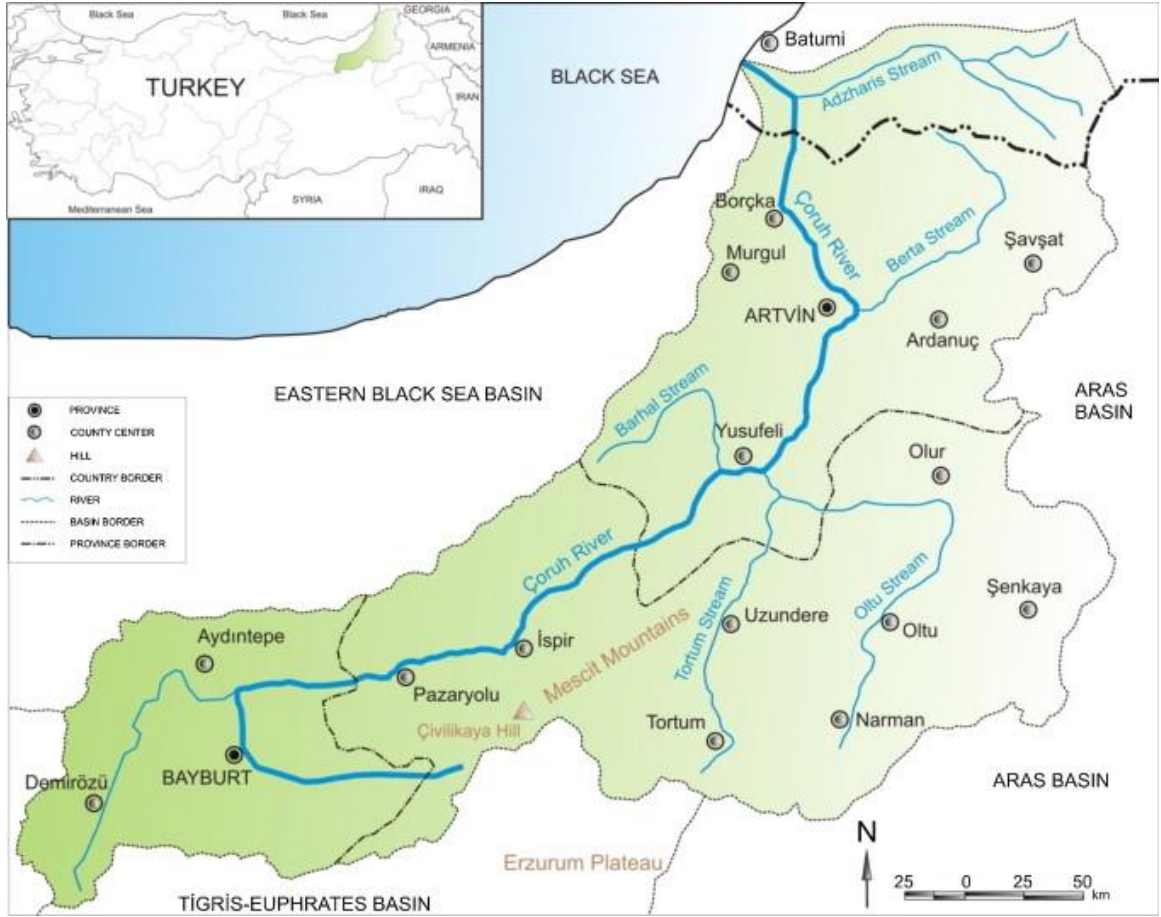 Black Sea
Black Sea
GEORGIA
ARMENIA
TURKEY
IRAN
SYRIA
IRAQ
Mediterranean Sea
BLACK SEA
Batumi
Adzharis Stream
Borçka
Çoruh River
Berta Stream
Şavşat
Murgul
ARTVİN
Ardanuç
EASTERN BLACK SEA BASIN
ARAS
BASIN
Barhal Stream
Yusufeli
Olur
PROVINCE
COUNTY CENTER
HILL
COUNTRY BORDER
RIVER
BASIN BORDER
PROVINCE BORDER
Çoruh River
Tortum Stream
Oltu Stream
Şenkaya
Uzundere
Oltu
Aydıntepe
İspir
Mescit Mountains
Pazaryolu
Çivilikaya Hill
Tortum
Narman
BAYBURT
Demirözü
ARAS BASIN
Erzurum Plateau
N
TİGRİS-EUPHRATES BASIN
25 0 25 50
km